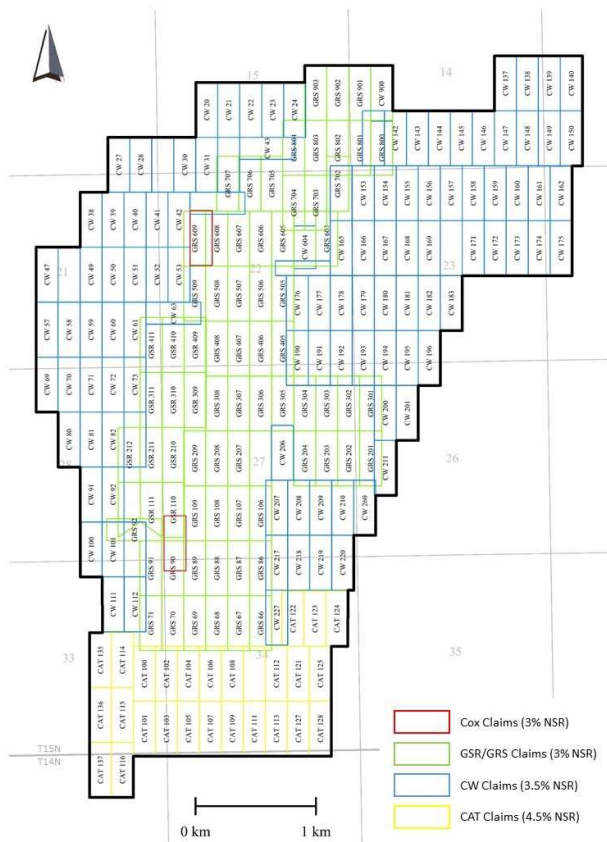 15
14
GRS 903
GRS 902
GRS 901
CW 900
CW 137
CW 138
CW 139
CW 140
CW 20
CW 21
CW 22
CW 23
CW 24
CW 43
GRS 804
GRS 803
GRS 802
GRS 801
GRS 800
CW 142
CW 143
CW 144
CW 145
CW 146
CW 147
CW 148
CW 149
CW 150
CW 27
CW 28
CW 30
CW 31
GRS 707
GRS 706
GRS 705
GRS 704
GRS 703
GRS 702
CW 153
CW 154
CW 155
CW 156
CW 157
CW 158
CW 159
CW 160
CW 161
CW 162
CW 38
CW 39
CW 40
CW 41
CW 42
GRS 609
GRS 608
GRS 607
GRS 606
GRS 605
CW 604
GRS 603
CW 165
CW 166
CW 167
CW 168
CW 169
CW 171
CW 172
CW 173
CW 174
CW 175
21
22
23
CW 47
CW 49
CW 50
CW 51
CW 52
CW 53
GRS 509
GRS 508
GRS 507
GRS 506
GRS 505
CW 176
CW 177
CW 178
CW 179
CW 180
CW 181
CW 182
CW 183
CW 63
CW 57
CW 58
CW 59
CW 60
CW 61
GSR 411
GSR 410
GSR 409
GRS 408
GRS 407
GRS 406
GRS 405
CW 190
CW 191
CW 192
CW 193
CW 194
CW 195
CW 196
CW 69
CW 70
CW 71
CW 72
CW 73
GSR 311
GSR 310
GSR 309
GRS 308
GRS 307
GRS 306
GRS 305
GRS 304
GRS 303
GRS 302
GRS 301
CW 200
CW 201
CW 80
CW 81
CW 82
GSR 212
GSR 211
GSR 210
GRS 209
GRS 208
GRS 207
CW 206
GRS 204
GRS 203
GRS 202
GRS 201
CW 211
27
26
CW 91
CW 92
GSR 111
GSR 110
GRS 109
GRS 108
GRS 107
GRS 106
CW 207
CW 208
CW 209
CW 210
CW 260
GRS 92
CW 100
CW 101
GRS 91
GRS 90
GRS 89
GRS 88
GRS 87
GRS 86
CW 217
CW 218
CW 219
CW 220
CW 111
CW 112
GRS 71
GRS 70
GRS 69
GRS 68
GRS 67
GRS 66
CW 227
CAT 122
CAT 123
CAT 124
33
34
35
CAT 135
CAT 114
CAT 100
CAT 102
CAT 104
CAT 106
CAT 108
CAT 112
CAT 121
CAT 125
CAT 136
CAT 115
CAT 101
CAT 103
CAT 105
CAT 107
CAT 109
CAT 111
CAT 113
CAT 127
CAT 128
T15N
T14N
CAT 137
CAT 116
0 km
1 km
Cox Claims (3% NSR)
GSR/GRS Claims (3% NSR)
CW Claims (3.5% NSR)
CAT Claims (4.5% NSR)